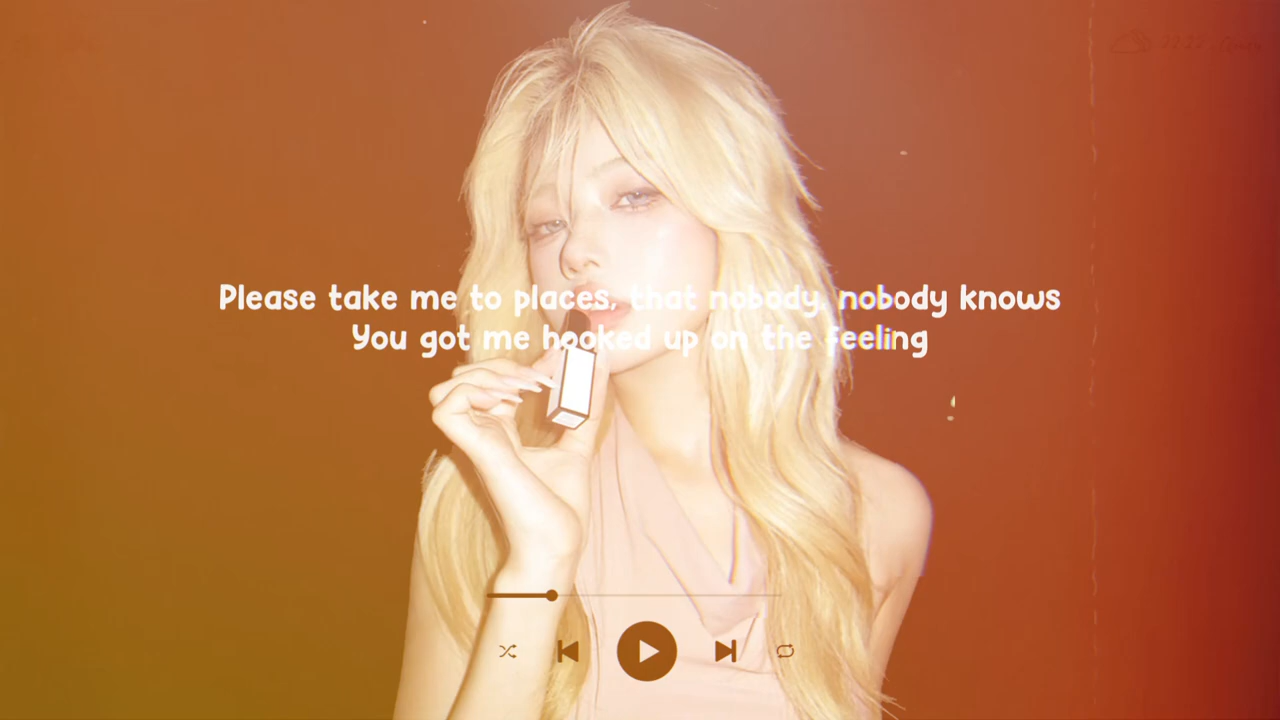 Please take me to places, that nobody, nobody knows
You got me hooked up on the feeling